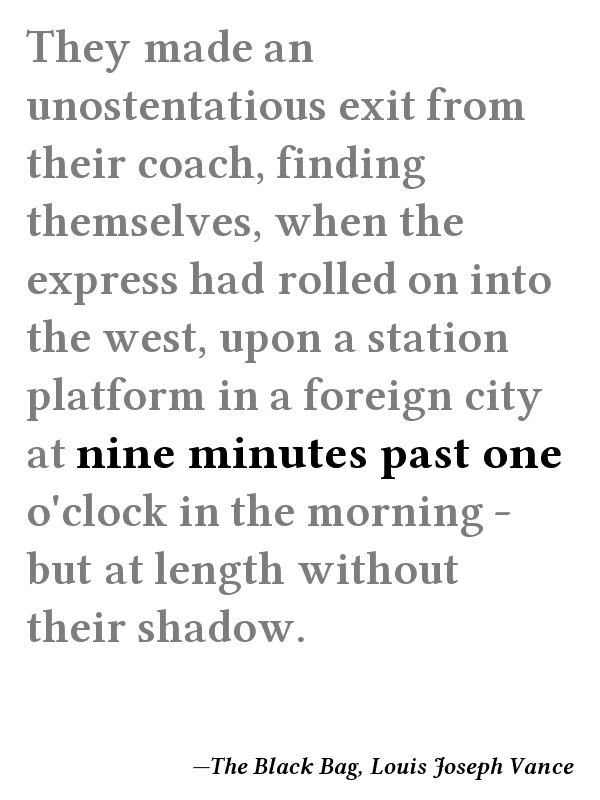 They made an
unostentatious exit from
their coach, finding
themselves, when the
express had rolled on into
the west, upon a station
platform in a foreign city
at nine minutes past one
o'clock in the morning –
but at length without
their shadow.
—The Black Bag, Louis Joseph Vance